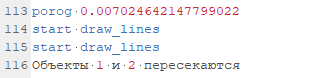 113 porog 0.007024642147799022
114 start draw_lines
115 start draw_lines
116 Объекты 1 и 2 пересекаются